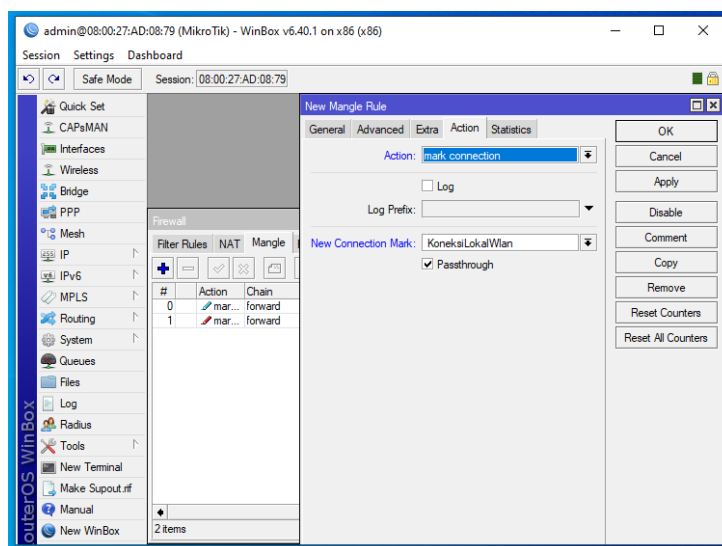 admin@08:00:27:AD:08:79 (MikroTik) - WinBox v6.40.1 on x86 (x86)
Session Settings Dashboard
Safe Mode Session: 08:00:27:AD:08:79
Quick Set
CAPsMAN
Interfaces
Wireless
Bridge
PPP
Mesh
IP
IPv6
MPLS
Routing
System
Queues
Files
Log
Radius
Tools
New Terminal
Make Supout.rif
Manual
New WinBox
outerOS WinBox
Firewall
Filter Rules NAT Mangle
# Action Chain
0 mar... forward
1 mar... forward
2 items
New Mangle Rule
General Advanced Extra Action Statistics
Action: mark connection
Log
Log Prefix:
New Connection Mark: KoneksiLokalWlan
Passthrough
OK
Cancel
Apply
Disable
Comment
Copy
Remove
Reset Counters
Reset All Counters